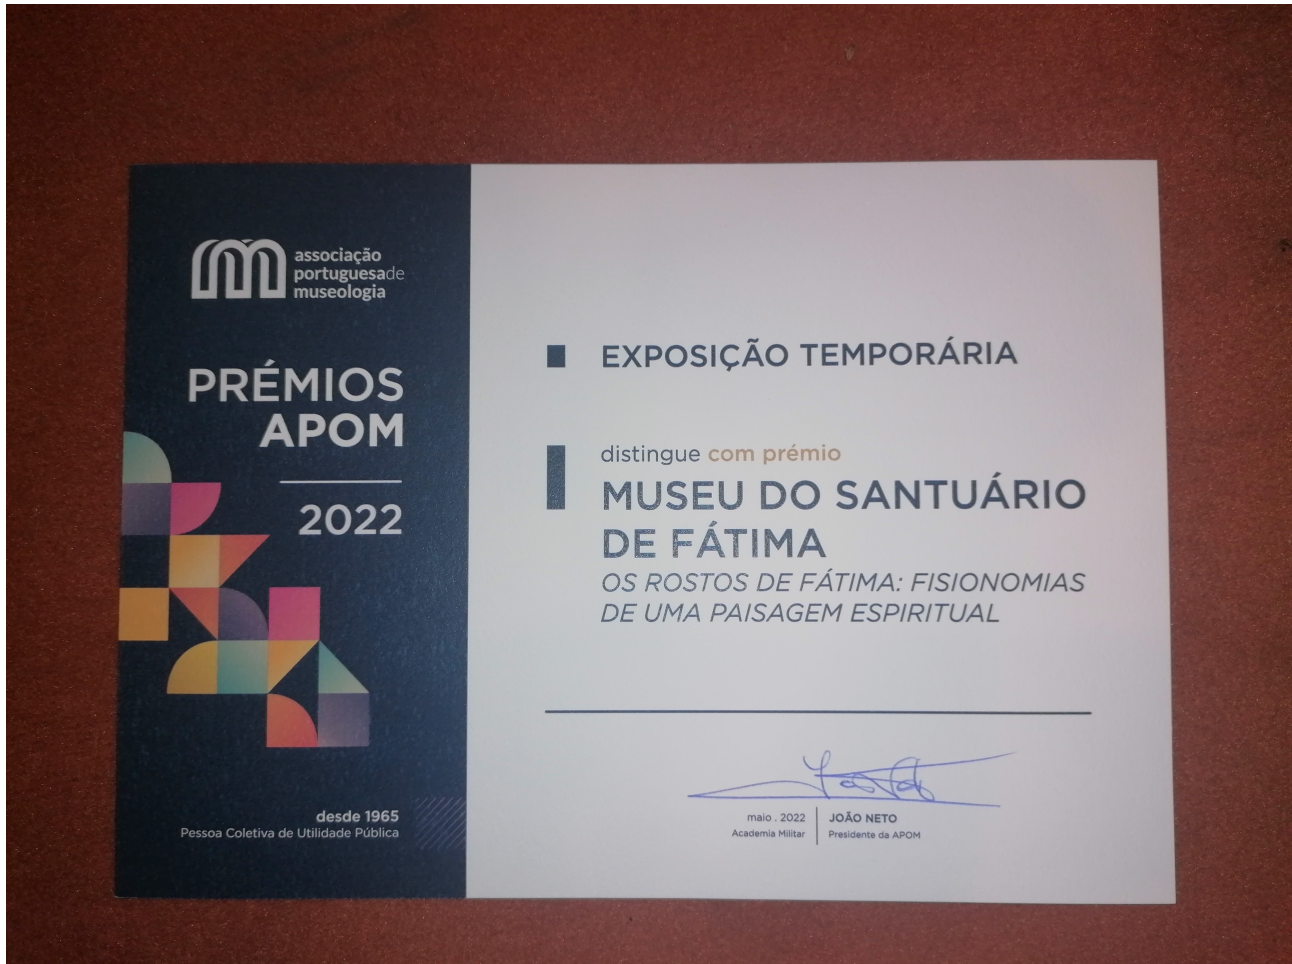 associação
portuguesade
museologia
PRÉMIOS
APOM
2022
desde 1965
Pessoa Coletiva de Utilidade Pública
EXPOSIÇÃO TEMPORÁRIA
distingue com prémio
MUSEU DO SANTUÁRIO
DE FÁTIMA
OS ROSTOS DE FÁTIMA: FISIONOMIAS
DE UMA PAISAGEM ESPIRITUAL
maio . 2022
Academia Militar
JOÃO NETO
Presidente da APOM